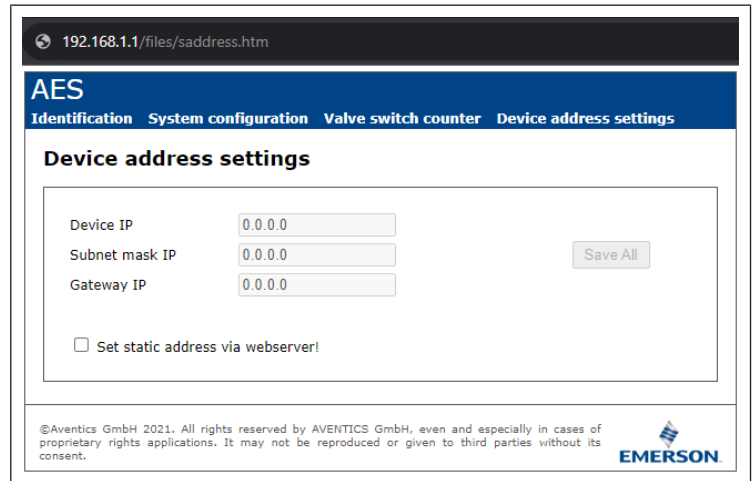 192.168.1.1/files/saddress.htm
AES
Identification System configuration Valve switch counter Device address settings
Device address settings
Device IP 0.0.0.0
Subnet mask IP 0.0.0.0 Save All
Gateway IP 0.0.0.0
Set static address via webserver!
©Aventics GmbH 2021. All rights reserved by AVENTICS GmbH, even and especially in cases of
proprietary rights applications. It may not be reproduced or given to third parties without its
consent.
EMERSON.